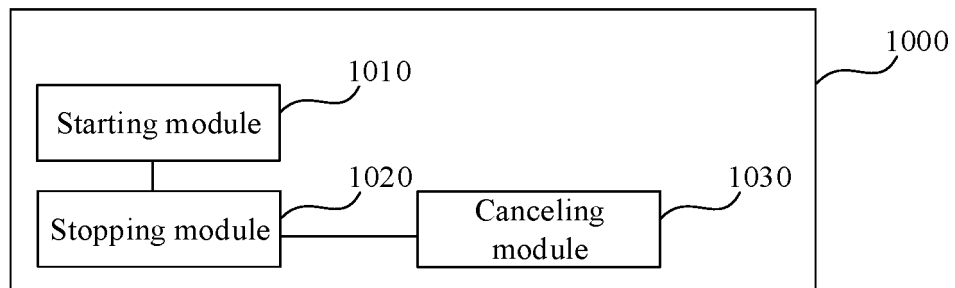 1000
1010
Starting module
1020
Stopping module
1030
Canceling
module